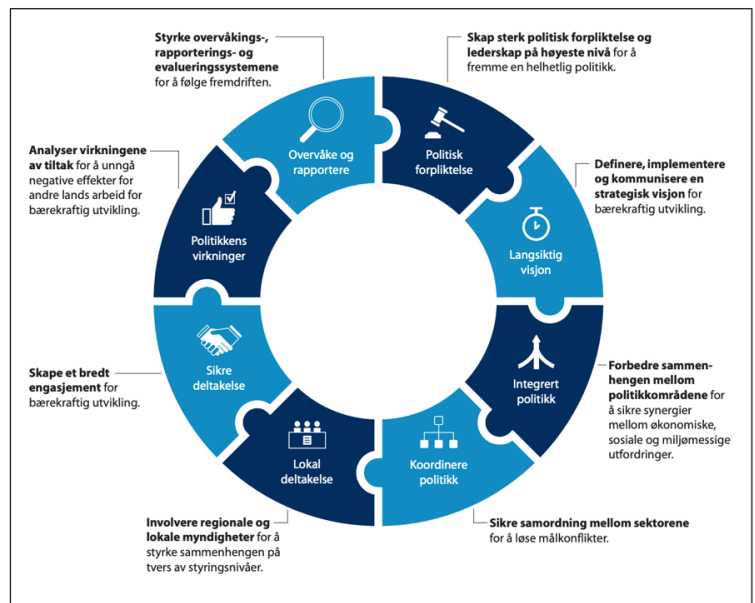 Skap sterk politisk forpliktelse og
lederskap på høyeste nivå for å
fremme en helhetlig politikk.
Politisk
forpliktelse
Definere, implementere
og kommunisere en
strategisk visjon for
bærekraftig utvikling.
Langsiktig
visjon
Forbedre sammen-
hengen mellom
politikkområdene for
å sikre synergier
mellom økonomiske,
sosiale og miljømessige
utfordringer.
Integrert
politikk
Sikre samordning mellom sektorene
for å løse målkonflikter.
Koordinere
politikk
Involvere regionale og
lokale myndigheter for å
styrke sammenhengen på
tvers av styringsnivåer.
Lokal
deltakelse
Skape et bredt
engasjement for
bærekraftig utvikling.
Sikre
deltakelse
Analyser virkningene
av tiltak for å unngå
negative effekter for
andre lands arbeid for
bærekraftig utvikling.
Politikkens
virkninger
Styrke overvåkings-,
rapporterings- og
evalueringssystemene
for å følge fremdriften.
Overvåke og
rapportere